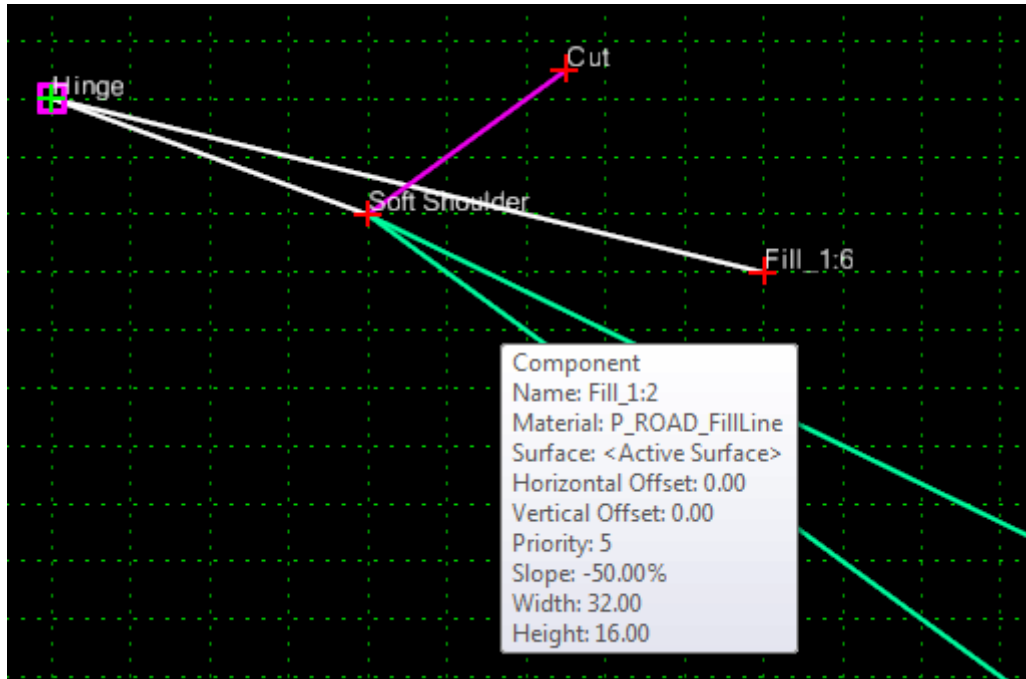 Cut
Hinge
Soft Shoulder
Fill_1:6
Component
Name: Fill_1:2
Material: P_ROAD_FillLine
Surface: <Active Surface>
Horizontal Offset: 0.00
Vertical Offset: 0.00
Priority: 5
Slope: -50.00%
Width: 32.00
Height: 16.00